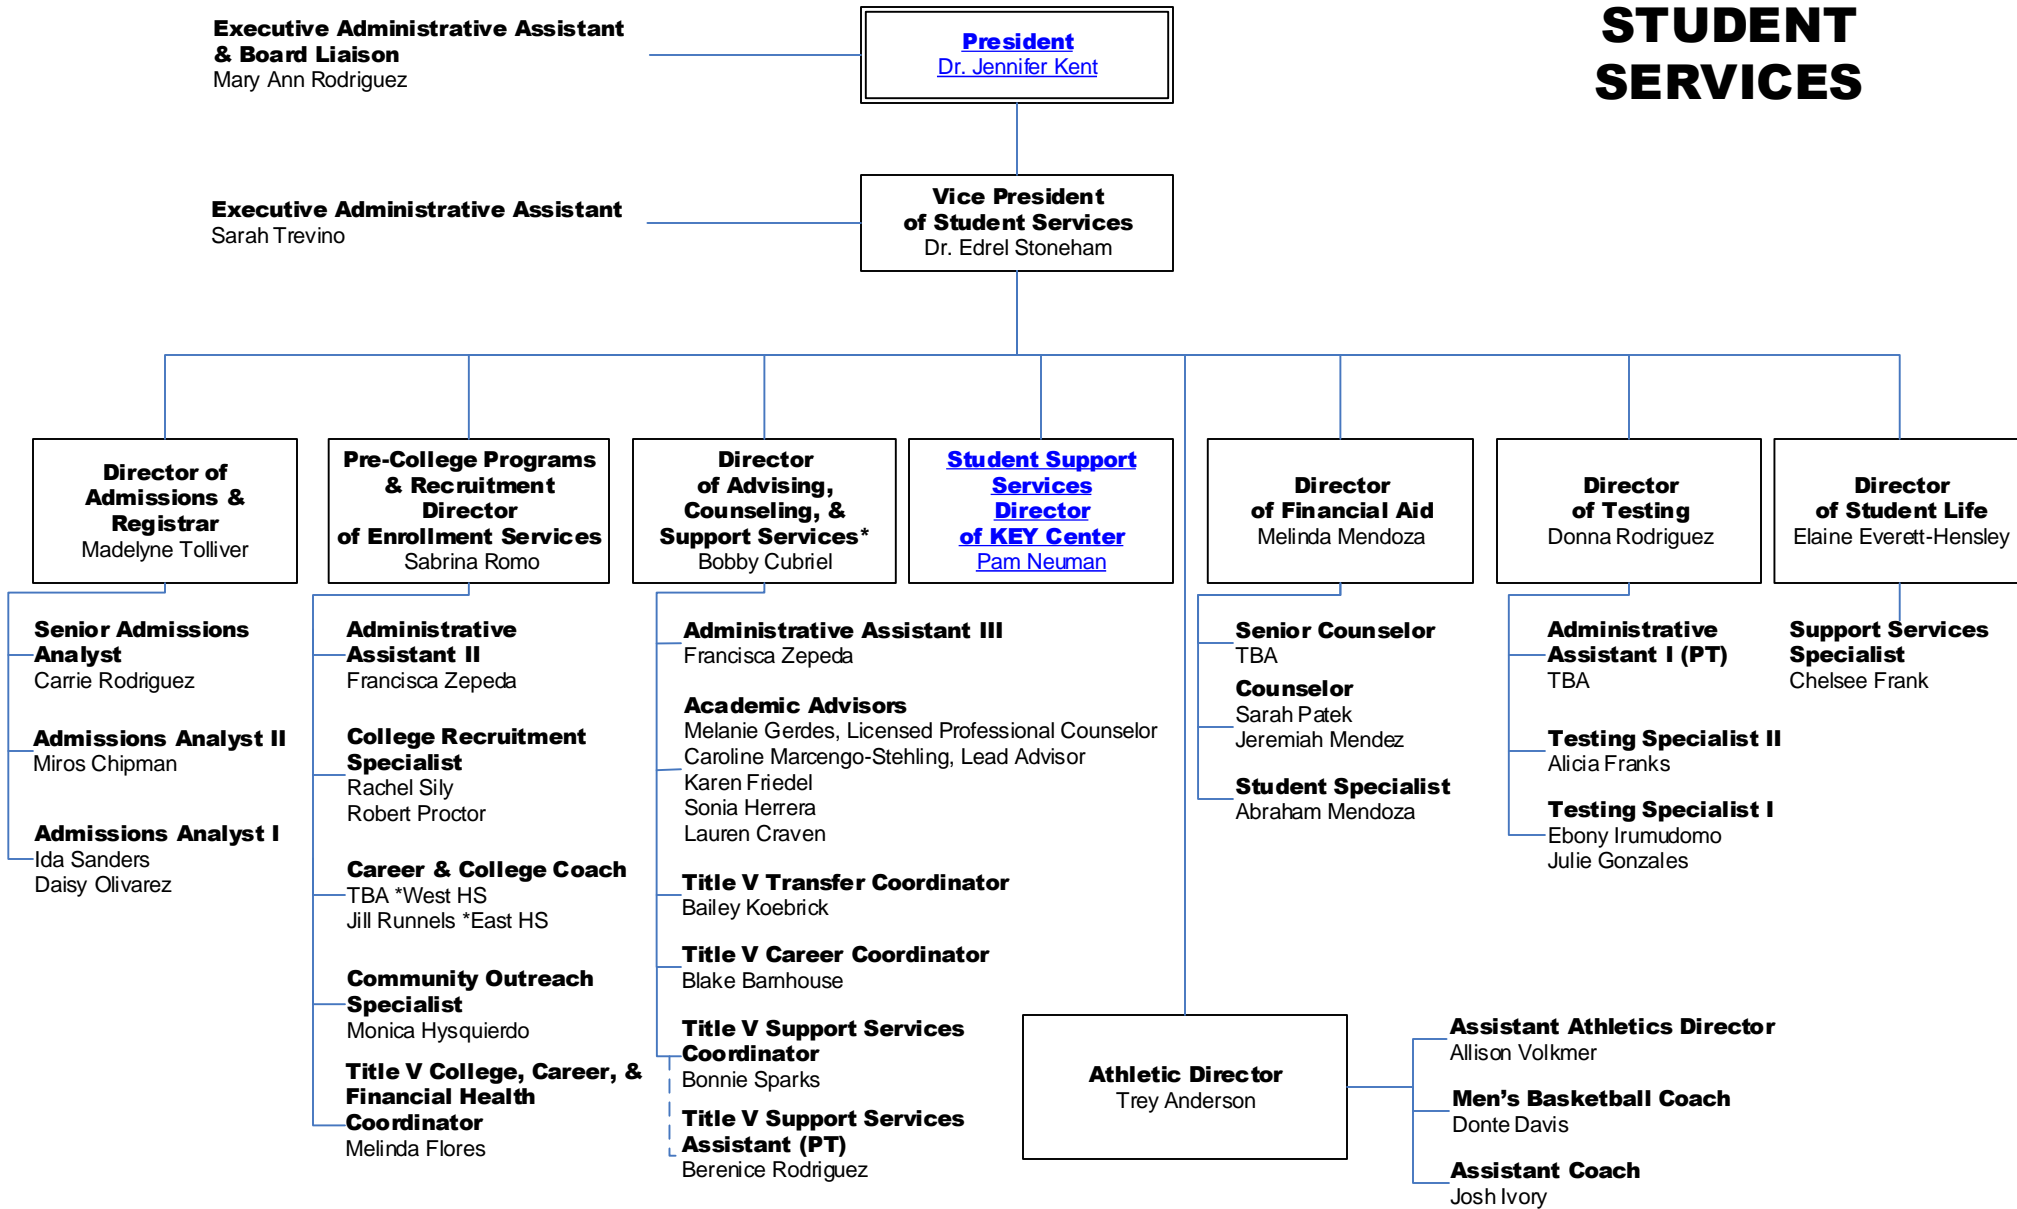 STUDENT
SERVICES
Executive Administrative Assistant
& Board Liaison
Mary Ann Rodriguez
President
Dr. Jennifer Kent
Executive Administrative Assistant
Sarah Trevino
Vice President
of Student Services
Dr. Edrel Stoneham
Director of
Admissions &
Registrar
Madelyne Tolliver
Senior Admissions
Analyst
Carrie Rodriguez
Admissions Analyst II
Miros Chipman
Admissions Analyst I
Ida Sanders
Daisy Olivarez
Pre-College Programs
& Recruitment
Director
of Enrollment Services
Sabrina Romo
Administrative
Assistant II
Francisca Zepeda
College Recruitment
Specialist
Rachel Sily
Robert Proctor
Career & College Coach
TBA *West HS
Jill Runnels *East HS
Community Outreach
Specialist
Monica Hysquierdo
Title V College, Career, &
Financial Health
Coordinator
Melinda Flores
Director
of Advising,
Counseling, &
Support Services*
Bobby Cubriel
Administrative Assistant III
Francisca Zepeda
Academic Advisors
Melanie Gerdes, Licensed Professional Counselor
Caroline Marcengo-Stehling, Lead Advisor
Karen Friedel
Sonia Herrera
Lauren Craven
Title V Transfer Coordinator
Bailey Koebrick
Title V Career Coordinator
Blake Barnhouse
Title V Support Services
Coordinator
Bonnie Sparks
Title V Support Services
Assistant (PT)
Berenice Rodriguez
Student Support
Services
Director
of KEY Center
Pam Neuman
Athletic Director
Trey Anderson
Assistant Athletics Director
Allison Volkmer
Men’s Basketball Coach
Donte Davis
Assistant Coach
Josh Ivory
Director
of Financial Aid
Melinda Mendoza
Senior Counselor
TBA
Counselor
Sarah Patek
Jeremiah Mendez
Student Specialist
Abraham Mendoza
Director
of Testing
Donna Rodriguez
Administrative
Assistant I (PT)
TBA
Testing Specialist II
Alicia Franks
Testing Specialist I
Ebony Irumudomo
Julie Gonzales
Director
of Student Life
Elaine Everett-Hensley
Support Services
Specialist
Chelsee Frank